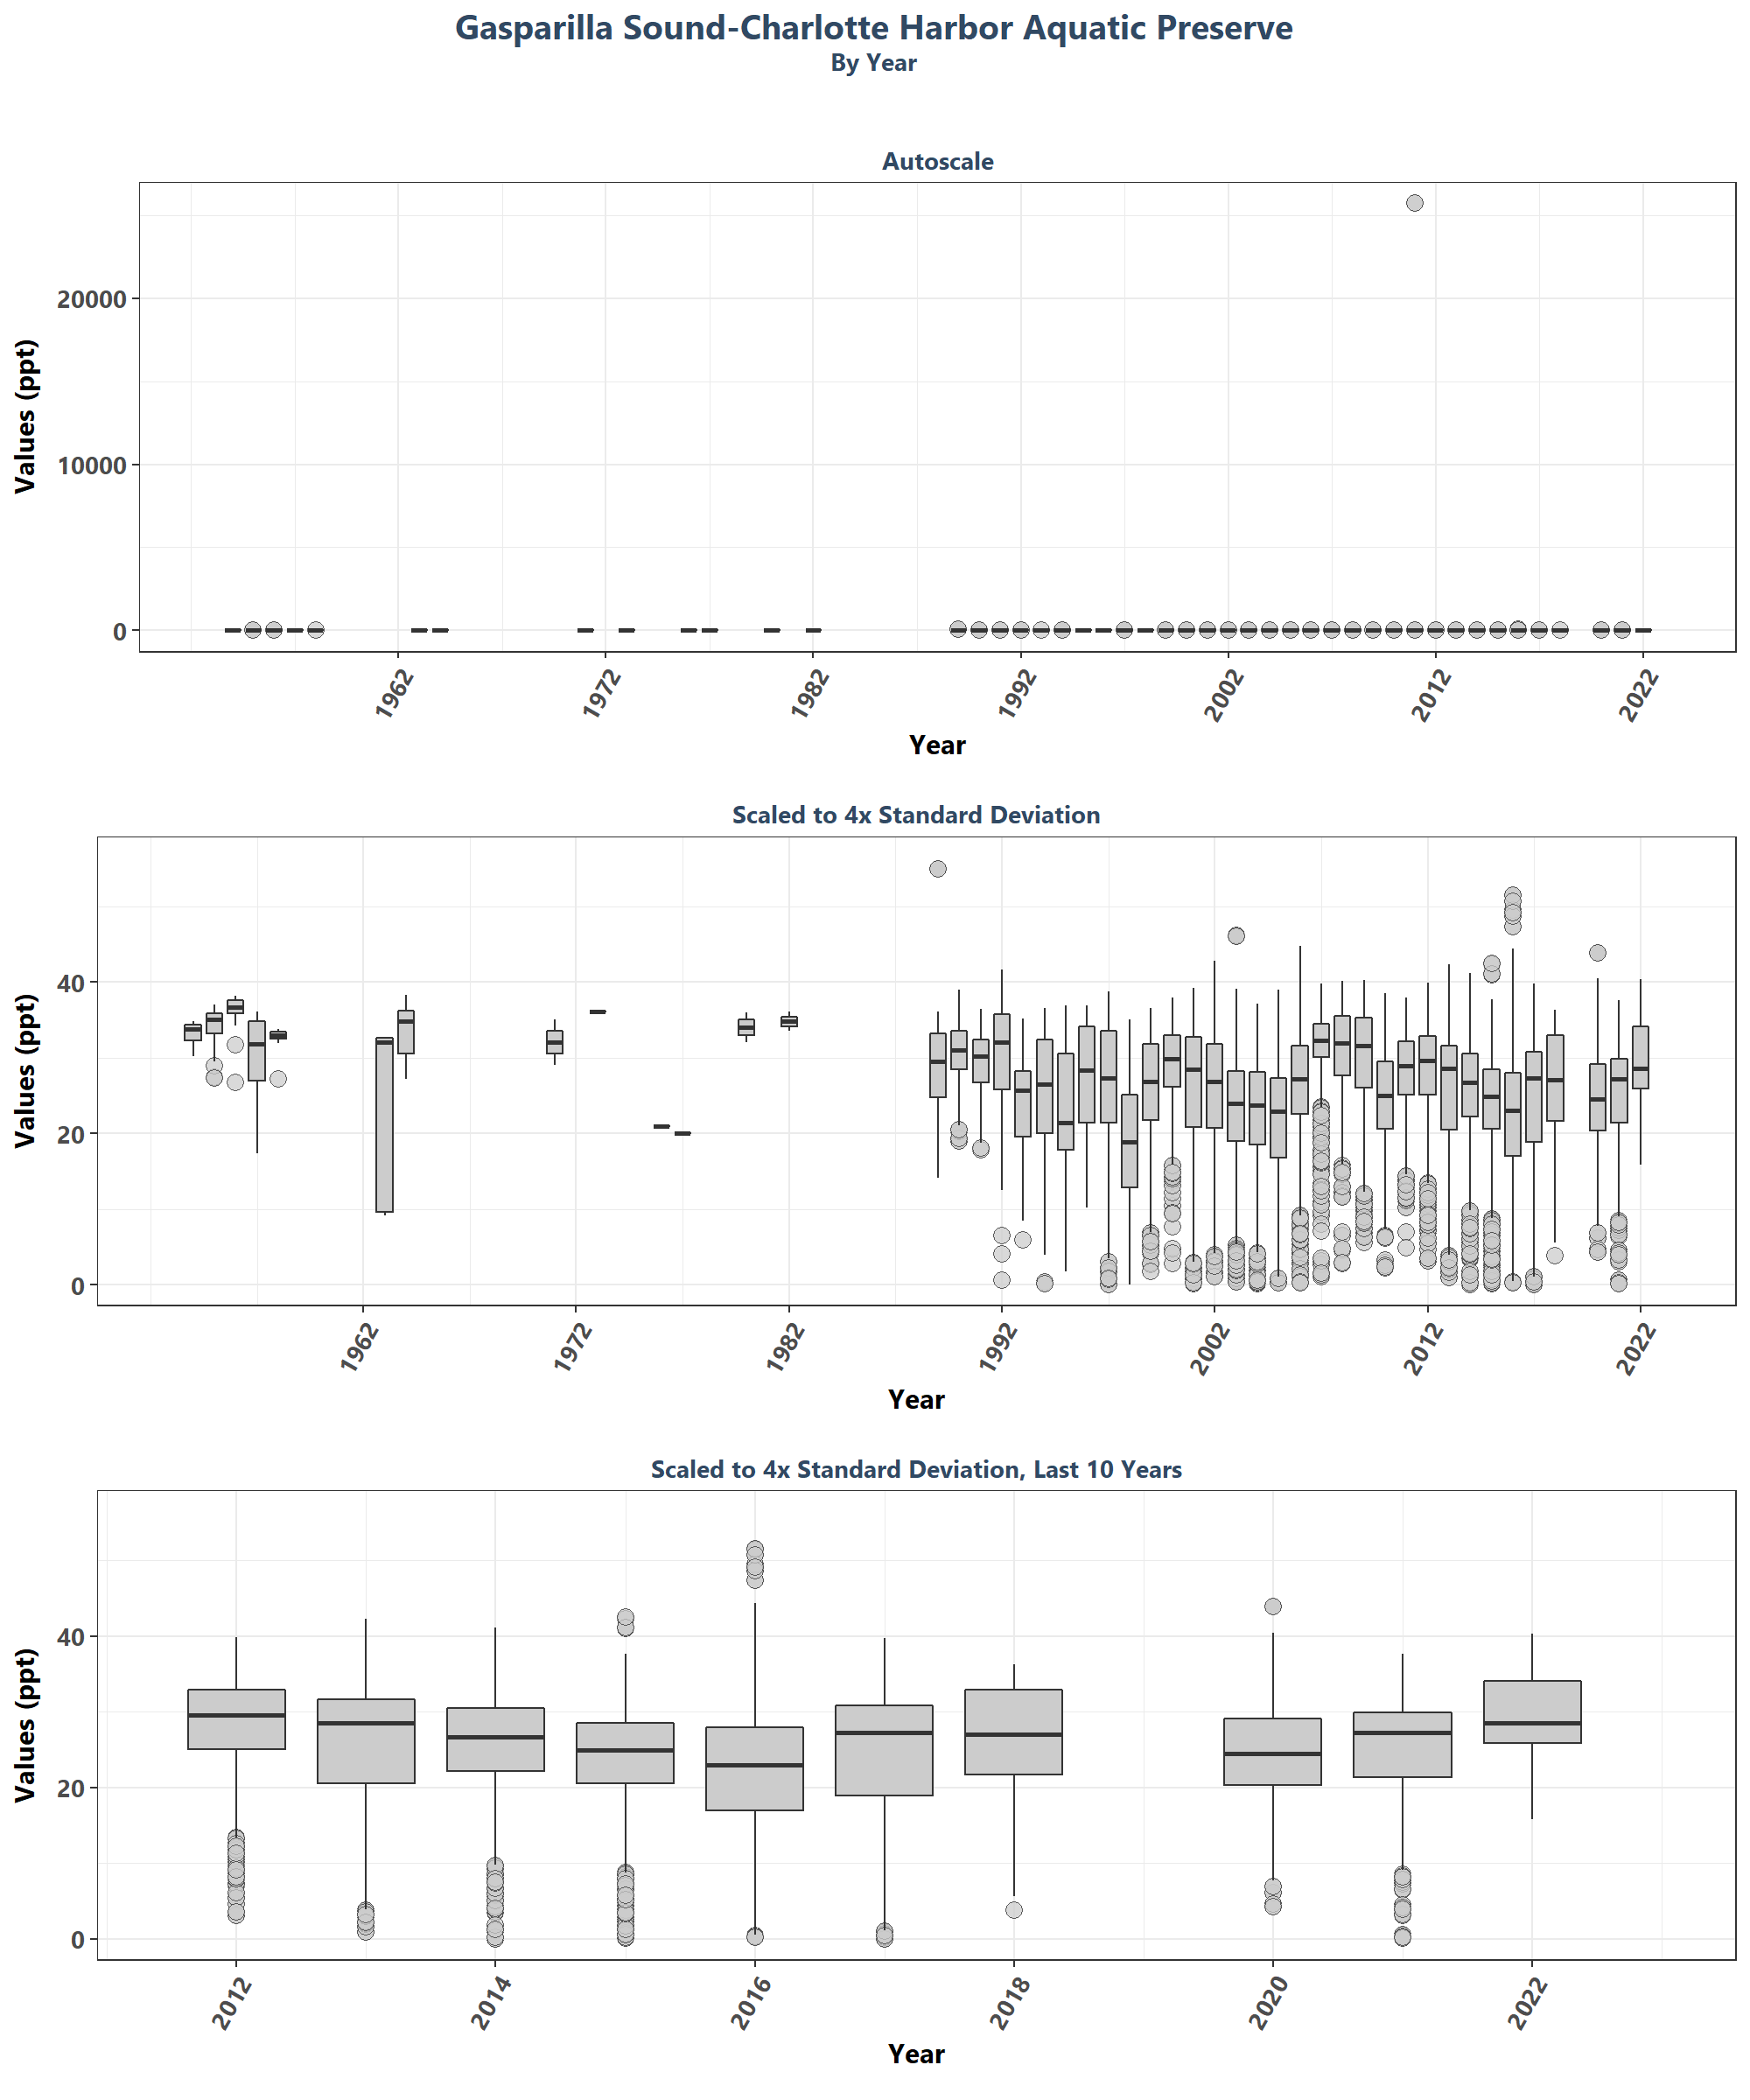 Gasparilla Sound-Charlotte Harbor Aquatic Preserve
By Year
Autoscale
Values (ppt)
20000
10000
0
1962
1972
1982
1992
2002
2012
2022
Year
Scaled to 4x Standard Deviation
Values (ppt)
40
20
0
1962
1972
1982
1992
2002
2012
2022
Year
Scaled to 4x Standard Deviation, Last 10 Years
Values (ppt)
40
20
0
2012
2014
2016
2018
2020
2022
Year